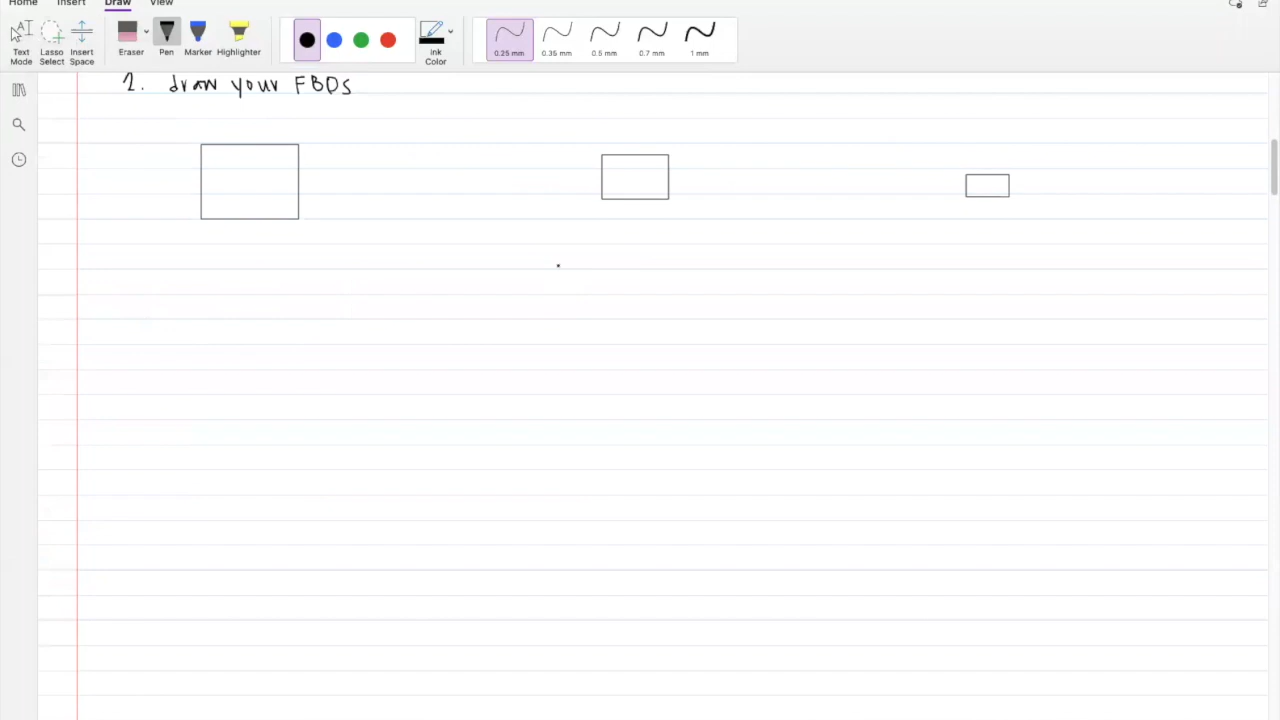 Home Insert Draw View
Text Mode Lasso Select Insert Space Eraser Pen Marker Highlighter Ink Color 0.25 mm 0.35 mm 0.5 mm 0.7 mm 1 mm
2. draw your FBDs